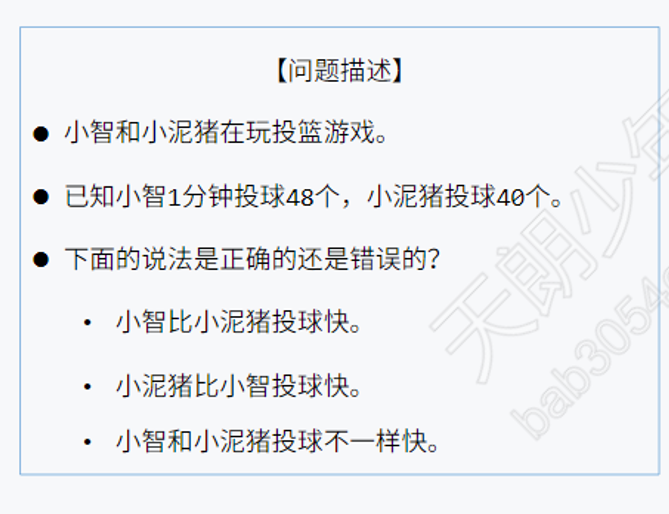 【问题描述】
● 小智和小泥猪在玩投篮游戏。
● 已知小智1分钟投球48个，小泥猪投球40个。
● 下面的说法是正确的还是错误的？
• 小智比小泥猪投球快。
• 小泥猪比小智投球快。
• 小智和小泥猪投球不一样快。
天朗少年
bab3054